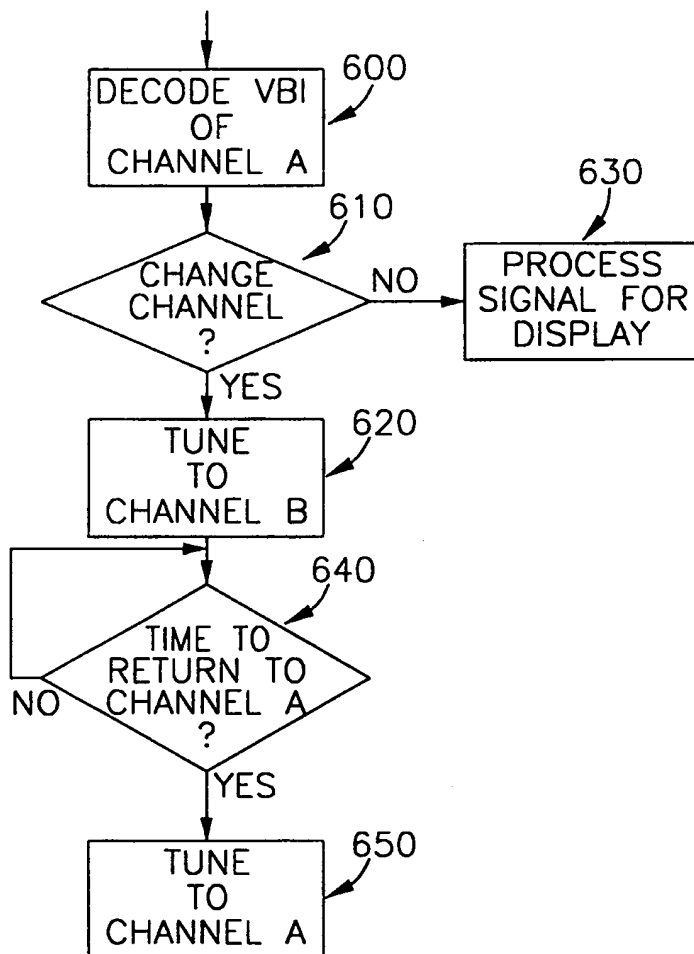 DECODE VBI
OF
CHANNEL A
600
610
CHANGE
CHANNEL
?
NO
630
PROCESS
SIGNAL FOR
DISPLAY
YES
620
TUNE
TO
CHANNEL B
640
TIME TO
RETURN TO
CHANNEL A
?
NO
YES
650
TUNE
TO
CHANNEL A